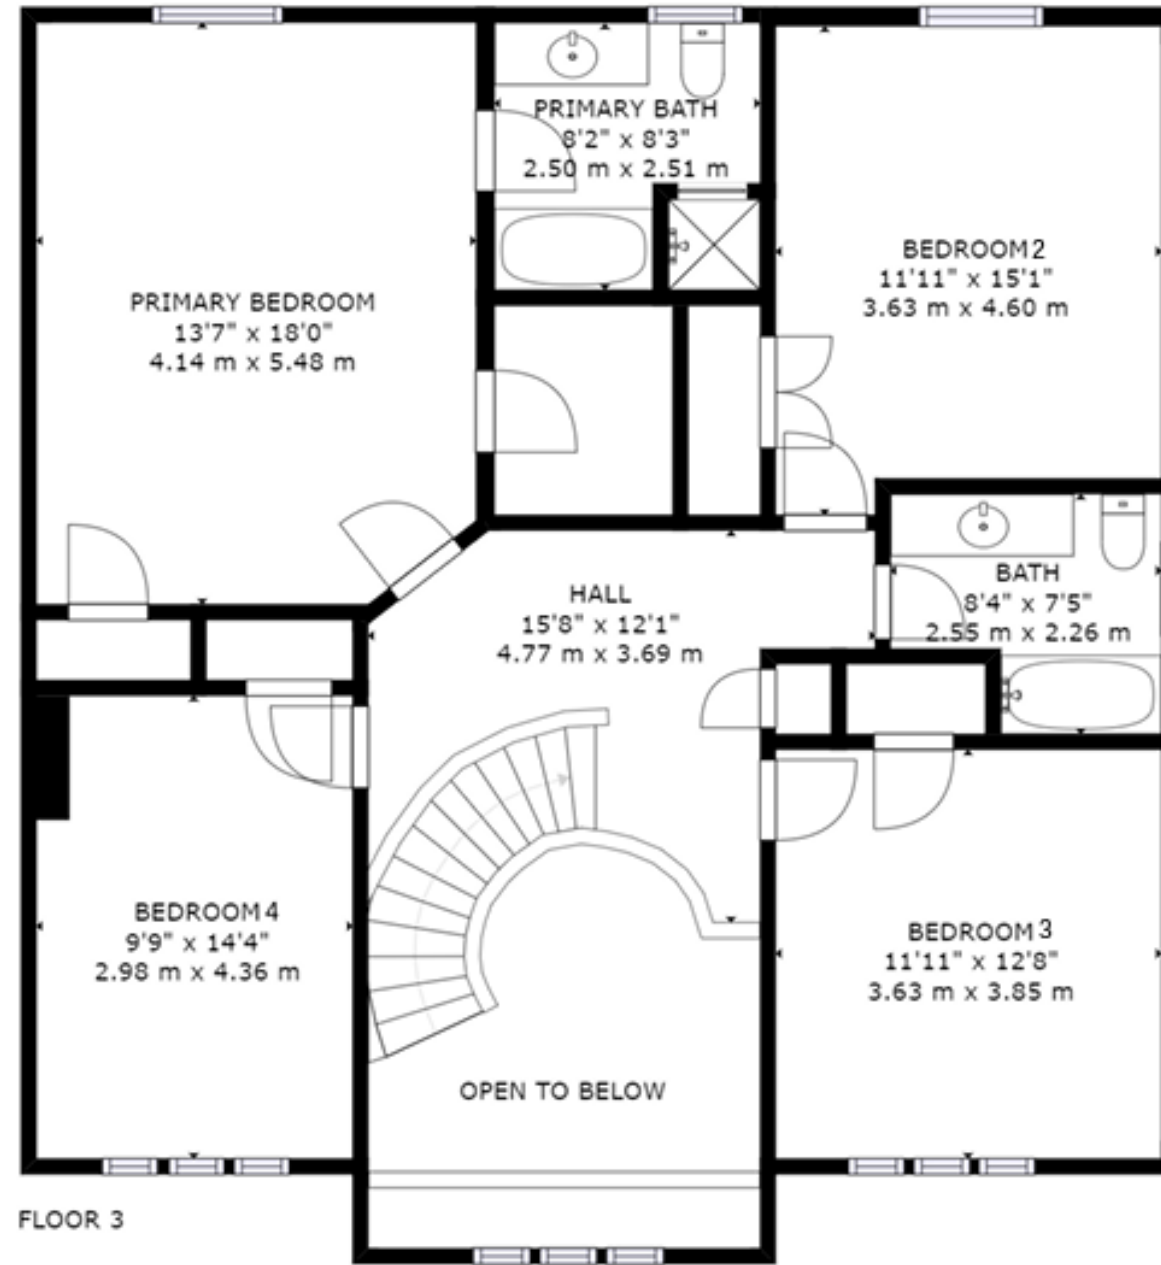 PRIMARY BATH
8'2" x 8'3"
2.50 m x 2.51 m
BEDROOM 2
11'11" x 15'1"
3.63 m x 4.60 m
PRIMARY BEDROOM
13'7" x 18'0"
4.14 m x 5.48 m
HALL
15'8" x 12'1"
4.77 m x 3.69 m
BATH
8'4" x 7'5"
2.55 m x 2.26 m
BEDROOM 4
9'9" x 14'4"
2.98 m x 4.36 m
BEDROOM 3
11'11" x 12'8"
3.63 m x 3.85 m
OPEN TO BELOW
FLOOR 3